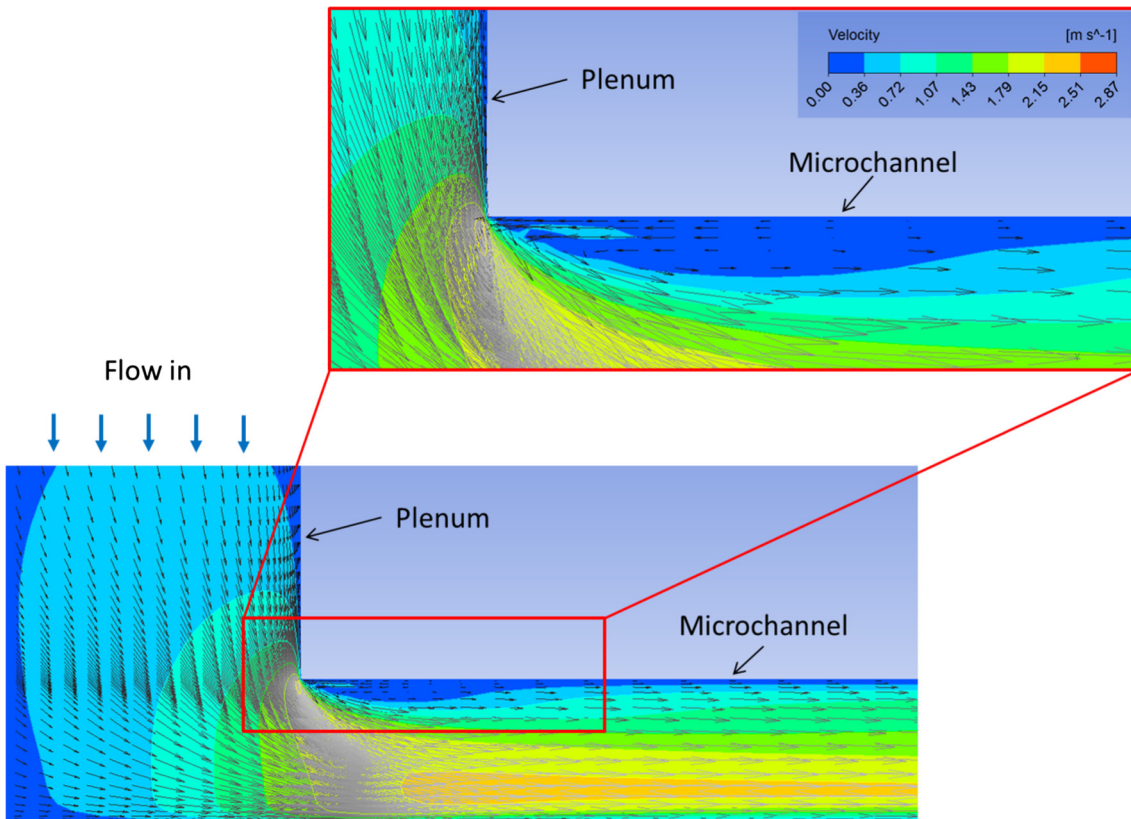 Velocity [m s^-1]
0.00 0.36 0.72 1.07 1.43 1.79 2.15 2.51 2.87
Plenum
Microchannel
Flow in
Plenum
Microchannel